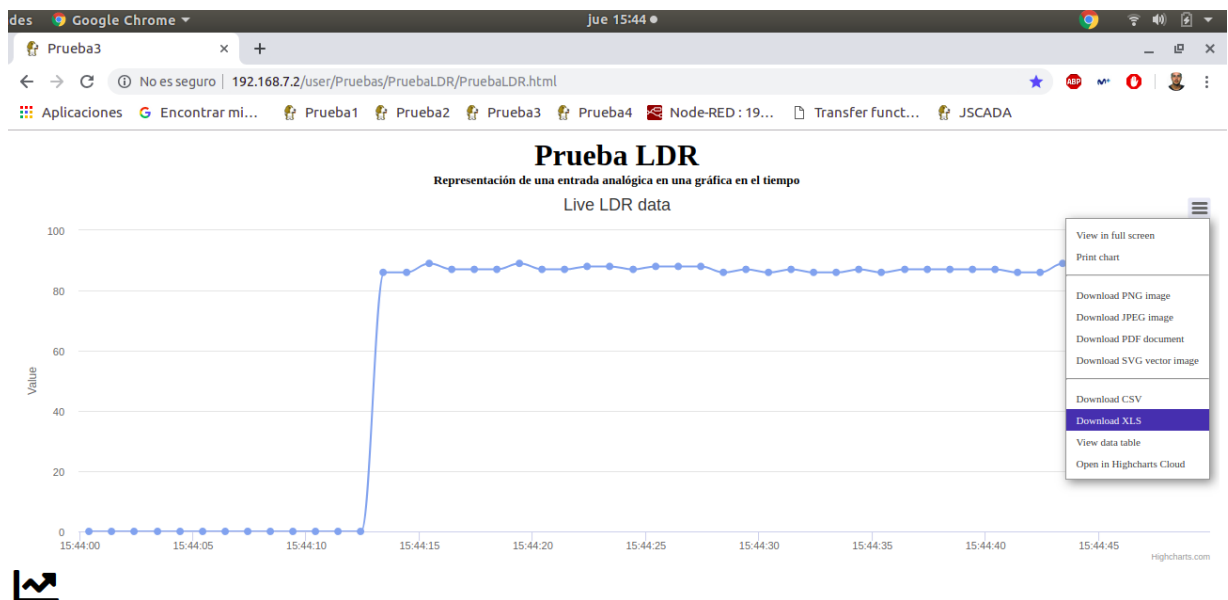 des Google Chrome jue 15:44
Prueba3
No es seguro 192.168.7.2/user/Pruebas/PruebaLDR/PruebaLDR.html
ABP
Aplicaciones G Encontrar mi... Prueba1 Prueba2 Prueba3 Prueba4 Node-RED : 19... Transfer funct... JSCADA
Prueba LDR
Representación de una entrada analógica en una gráfica en el tiempo
Live LDR data
View in full screen
Print chart
Download PNG image
Download JPEG image
Download PDF document
Download SVG vector image
Download CSV
Download XLS
View data table
Open in Highcharts Cloud
Value
100
80
60
40
20
0
15:44:00 15:44:05 15:44:10 15:44:15 15:44:20 15:44:25 15:44:30 15:44:35 15:44:40 15:44:45
Highcharts.com